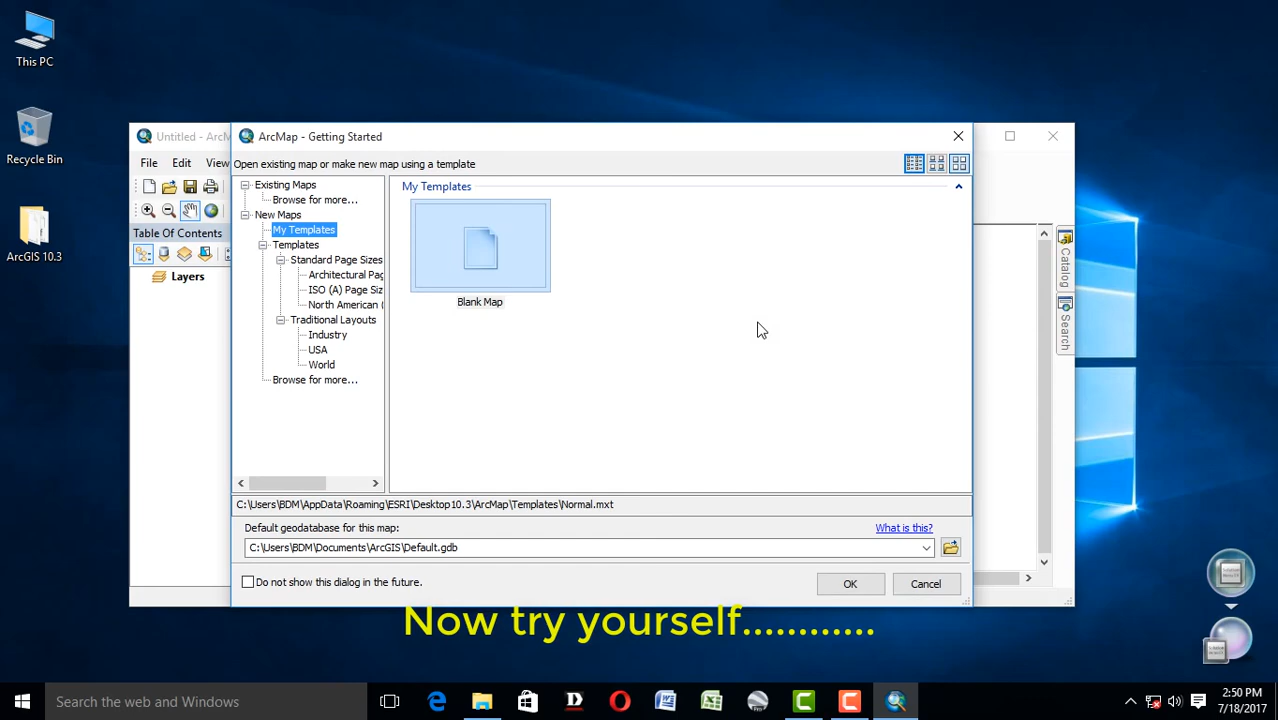 This PC
Recycle Bin
ArcGIS 10.3
Untitled - ArcM
File Edit View
Table Of Contents
Layers
ArcMap - Getting Started
Open existing map or make new map using a template
Existing Maps
Browse for more...
New Maps
My Templates
Templates
Standard Page Sizes
Architectural Pag
ISO (A) Page Siz
North American (
Traditional Layouts
Industry
USA
World
Browse for more...
My Templates
Blank Map
C:\Users\BDM\AppData\Roaming\ESRI\Desktop10.3\ArcMap\Templates\Normal.mxt
Default geodatabase for this map:
What is this?
C:\Users\BDM\Documents\ArcGIS\Default.gdb
Do not show this dialog in the future.
OK
Cancel
Catalog
Search
Now try yourself............
Search the web and Windows
Pro
2:50 PM
7/18/2017